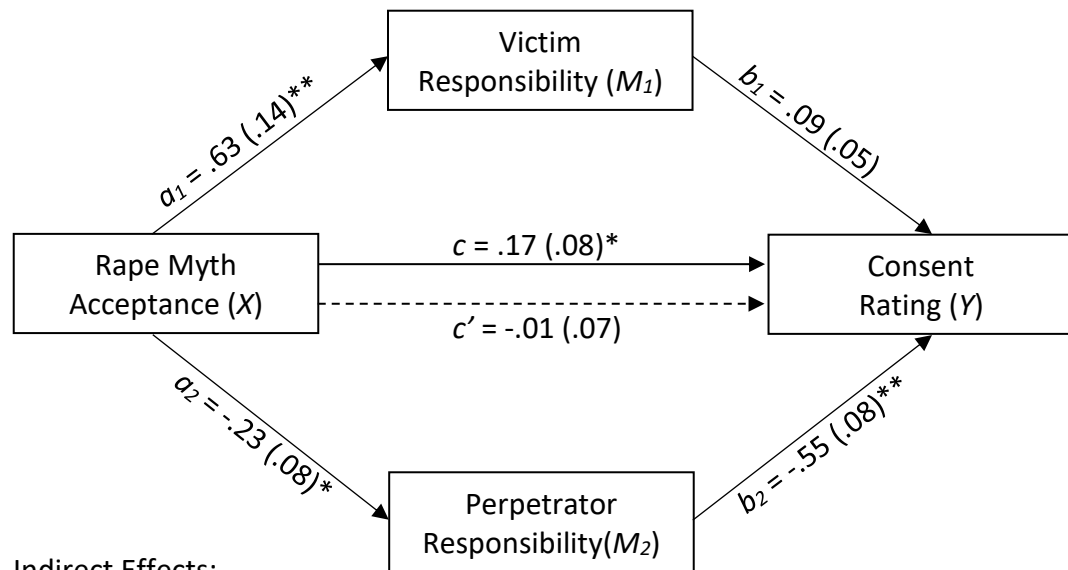 Victim
Responsibility (M1)
a1 = .63 (.14)**
b1 = .09 (.05)
Rape Myth
Acceptance (X)
c = .17 (.08)*
c’ = -.01 (.07)
Consent
Rating (Y)
a2 = -.23 (.08)*
b2 = -.55 (.08)**
Perpetrator
Responsibility(M2)
Indirect Effects: